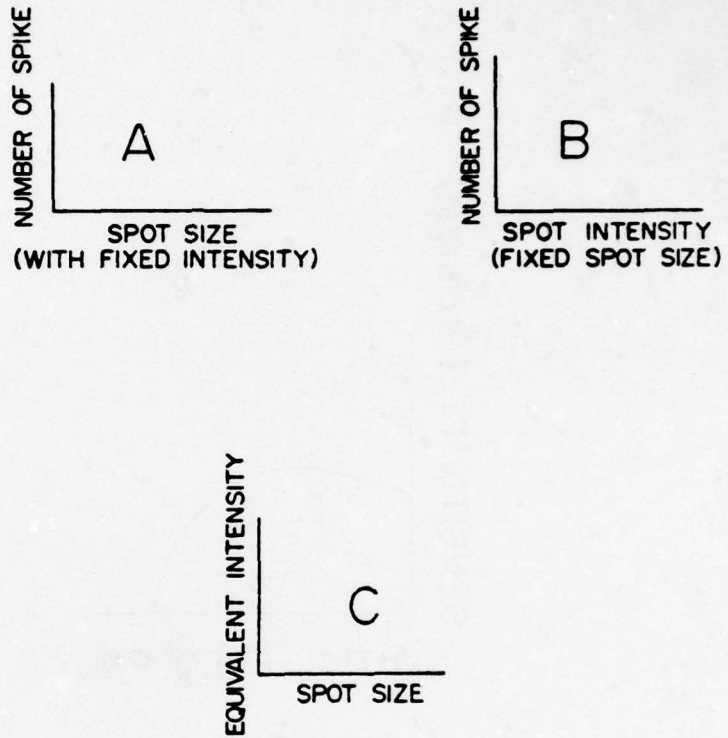 NUMBER OF SPIKE
A
SPOT SIZE
(WITH FIXED INTENSITY)
NUMBER OF SPIKE
B
SPOT INTENSITY
(FIXED SPOT SIZE)
EQUIVALENT INTENSITY
C
SPOT SIZE